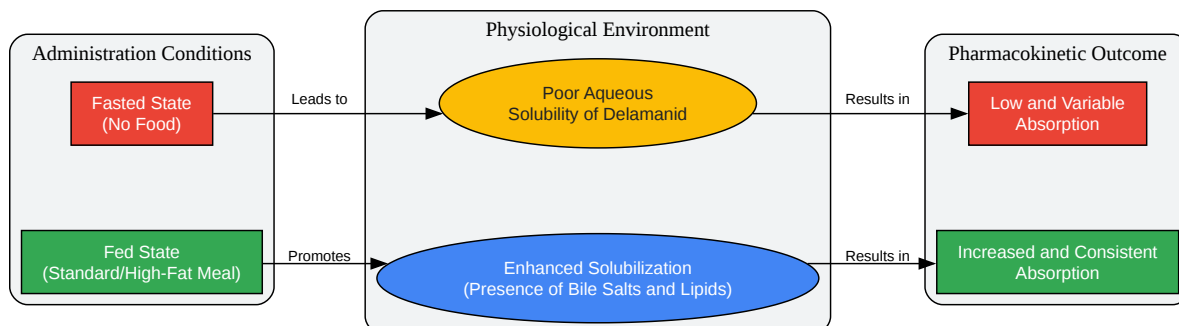 Administration Conditions
Fasted State
(No Food)
Fed State
(Standard/High-Fat Meal)
Leads to
Promotes
Physiological Environment
Poor Aqueous
Solubility of Delamanid
Enhanced Solubilization
(Presence of Bile Salts and Lipids)
Results in
Results in
Pharmacokinetic Outcome
Low and Variable
Absorption
Increased and Consistent
Absorption